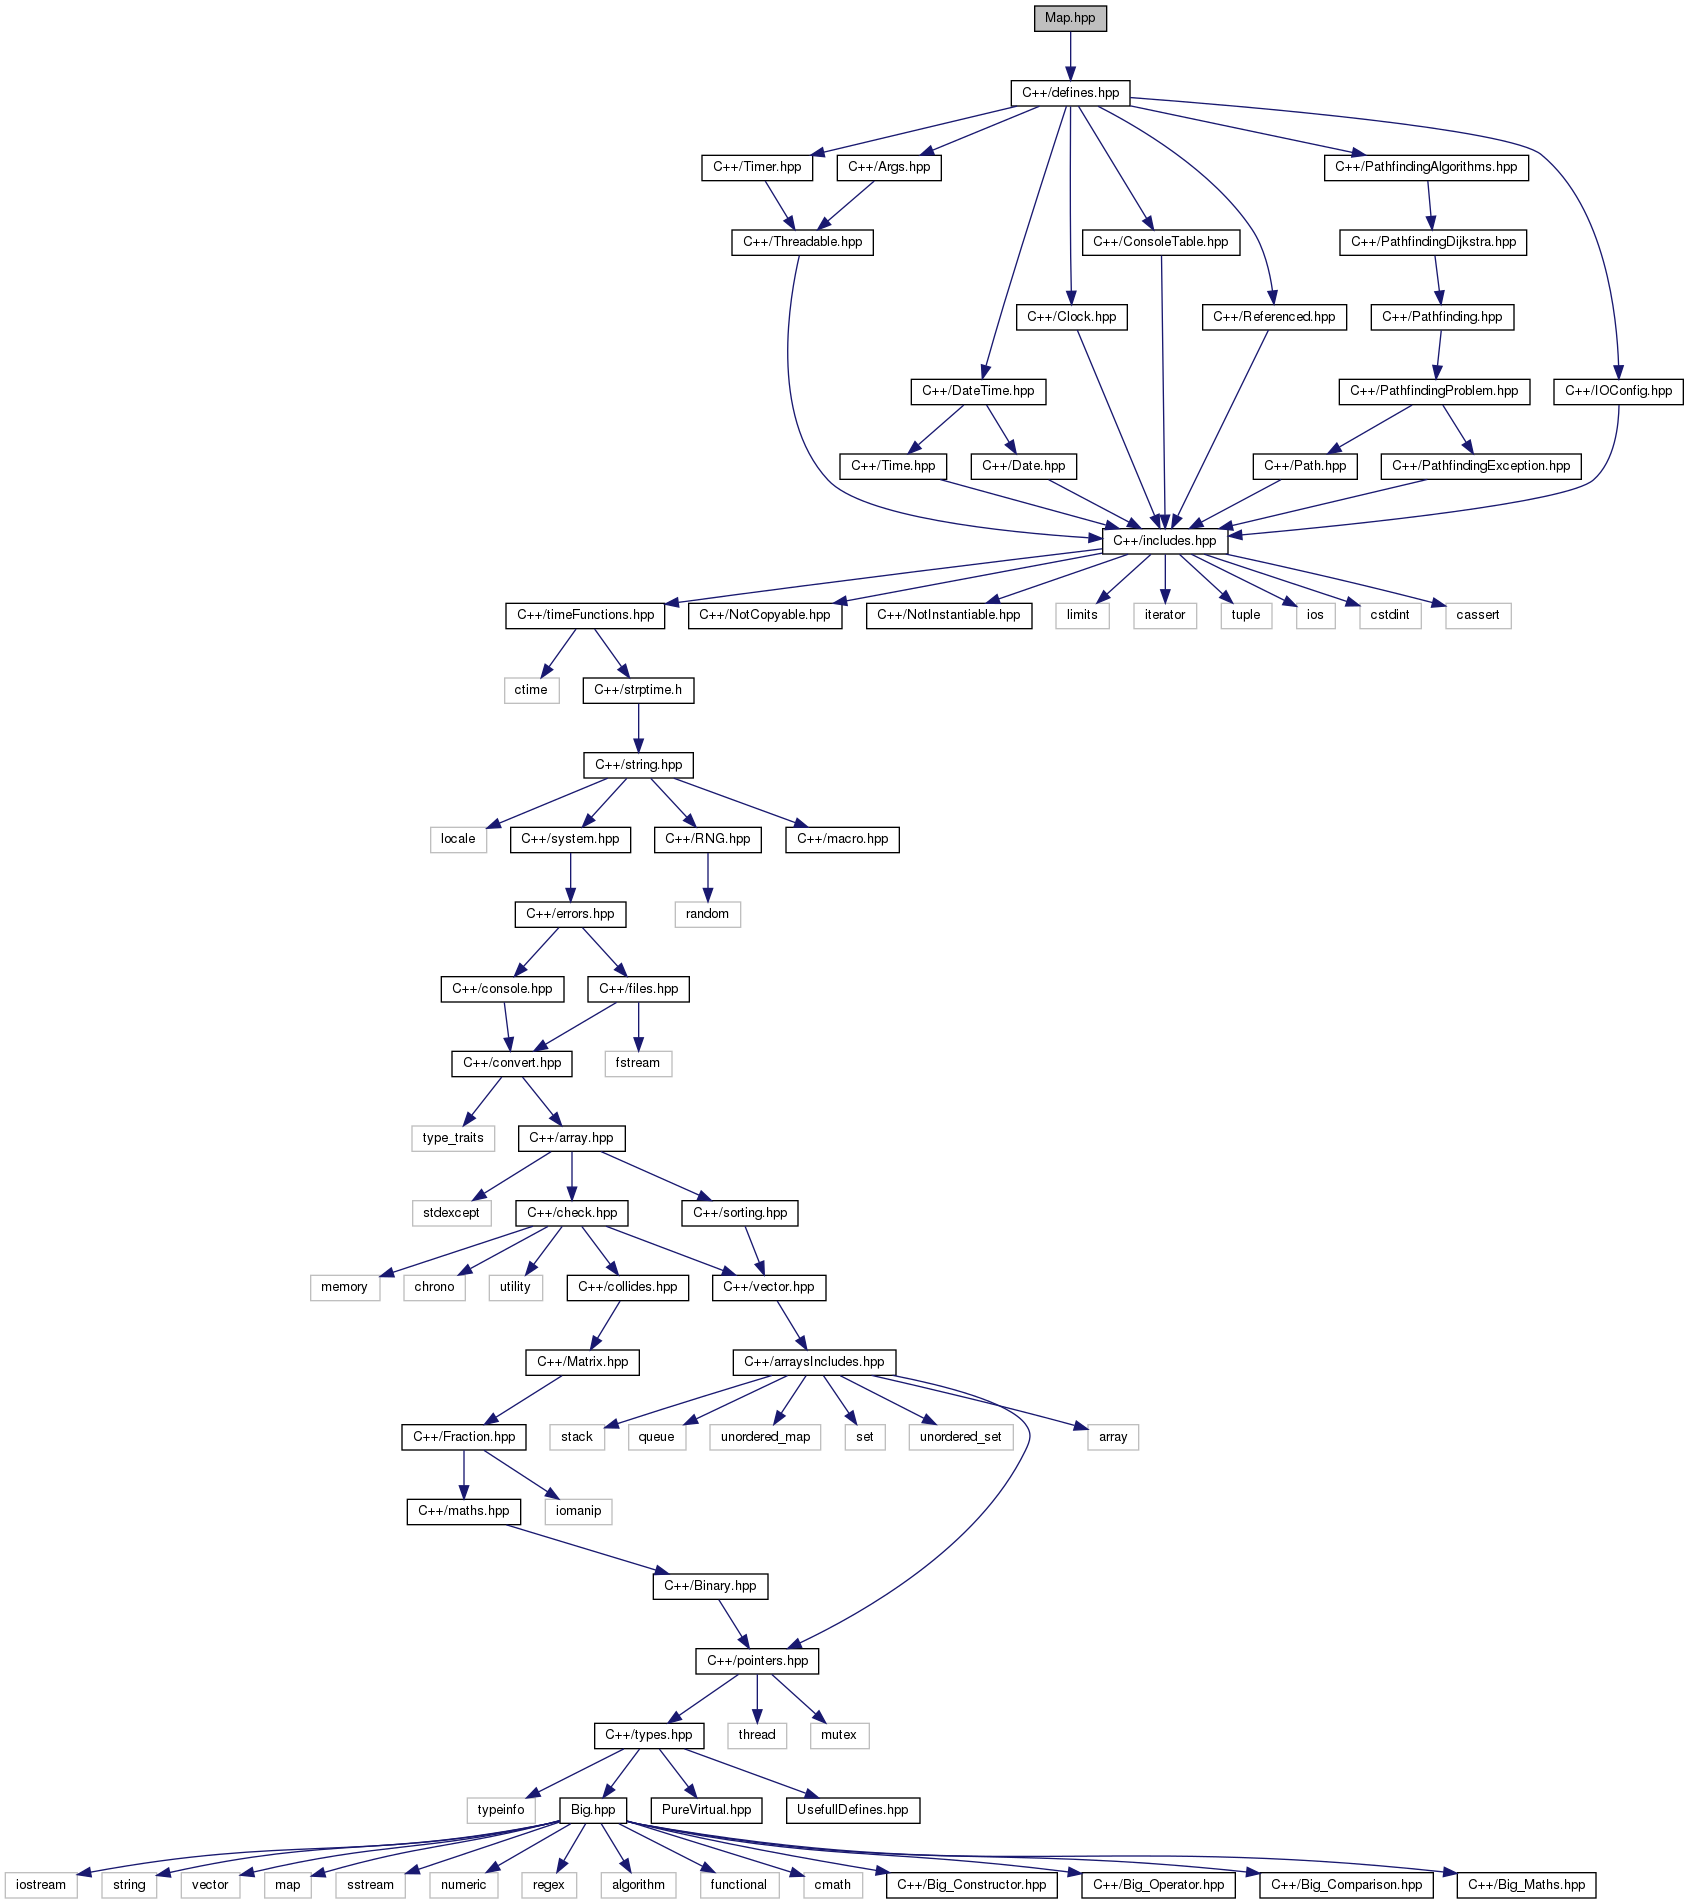 Map.hpp
C++/defines.hpp
C++/Timer.hpp
C++/Args.hpp
C++/PathfindingAlgorithms.hpp
C++/Threadable.hpp
C++/ConsoleTable.hpp
C++/PathfindingDijkstra.hpp
C++/Clock.hpp
C++/Referenced.hpp
C++/Pathfinding.hpp
C++/DateTime.hpp
C++/PathfindingProblem.hpp
C++/IOConfig.hpp
C++/Time.hpp
C++/Date.hpp
C++/Path.hpp
C++/PathfindingException.hpp
C++/includes.hpp
C++/timeFunctions.hpp
C++/NotCopyable.hpp
C++/NotInstantiable.hpp
limits
iterator
tuple
ios
cstdint
cassert
ctime
C++/strptime.h
C++/string.hpp
locale
C++/system.hpp
C++/RNG.hpp
C++/macro.hpp
C++/errors.hpp
random
C++/console.hpp
C++/files.hpp
C++/convert.hpp
fstream
type_traits
C++/array.hpp
stdexcept
C++/check.hpp
C++/sorting.hpp
memory
chrono
utility
C++/collides.hpp
C++/vector.hpp
C++/Matrix.hpp
C++/arraysIncludes.hpp
C++/Fraction.hpp
stack
queue
unordered_map
set
unordered_set
array
C++/maths.hpp
iomanip
C++/Binary.hpp
C++/pointers.hpp
C++/types.hpp
thread
mutex
typeinfo
Big.hpp
PureVirtual.hpp
UsefullDefines.hpp
iostream
string
vector
map
sstream
numeric
regex
algorithm
functional
cmath
C++/Big_Constructor.hpp
C++/Big_Operator.hpp
C++/Big_Comparison.hpp
C++/Big_Maths.hpp